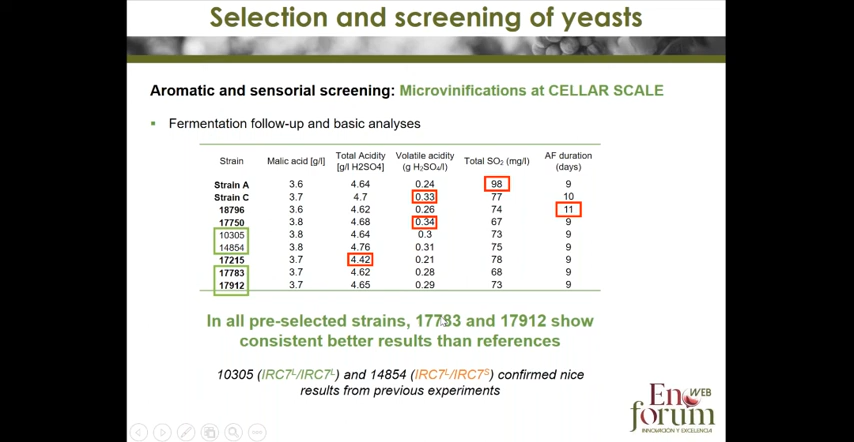 Selection and screening of yeasts
Aromatic and sensorial screening: Microvinifications at CELLAR SCALE
▪ Fermentation follow-up and basic analyses
Strain Malic acid [g/l] Total Acidity [g/l H2SO4] Volatile acidity (g H₂SO₄/l) Total SO₂ (mg/l) AF duration (days)
Strain A 3.6 4.64 0.24 98 9
Strain C 3.7 4.7 0.33 77 10
18796 3.6 4.62 0.26 74 11
17750 3.8 4.68 0.34 67 9
10305 3.8 4.64 0.3 73 9
14854 3.8 4.76 0.31 75 9
17215 3.7 4.42 0.21 78 9
17783 3.7 4.62 0.28 68 9
17912 3.7 4.65 0.29 73 9
In all pre-selected strains, 17783 and 17912 show
consistent better results than references
10305 (IRC7ᴸ/IRC7ᴸ) and 14854 (IRC7ᴸ/IRC7ˢ) confirmed nice
results from previous experiments
Eno WEB
forum
INNOVACIÓN Y EXCELENCIA